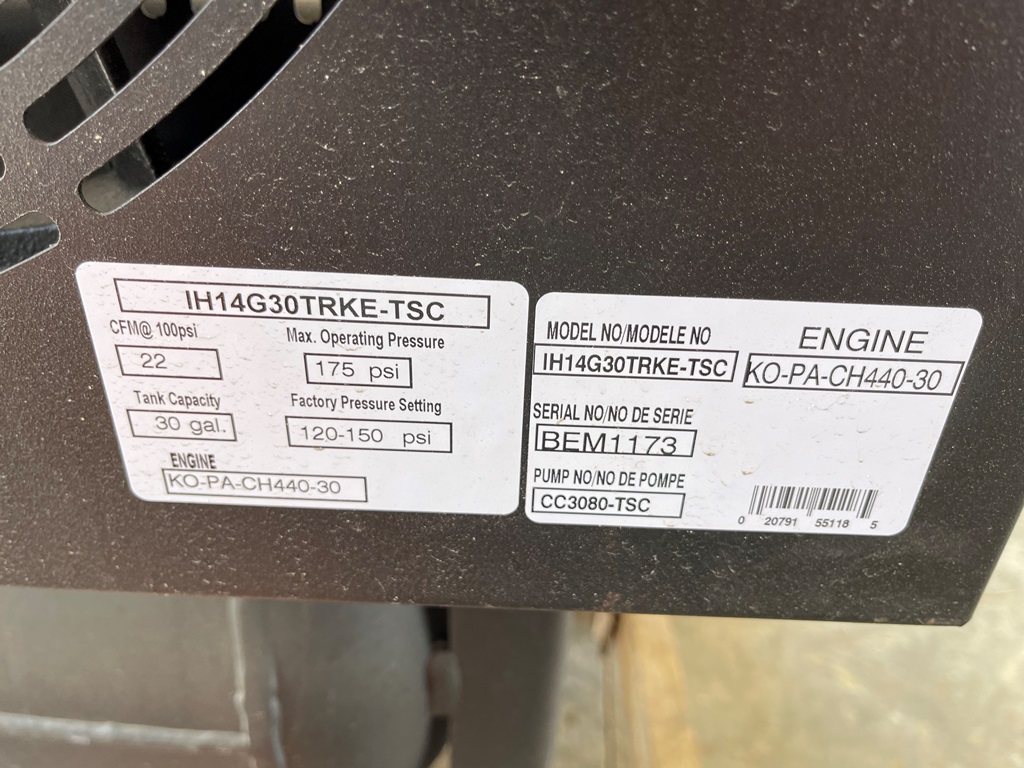 IH14G30TRKE-TSC
CFM@ 100psi
22
Max. Operating Pressure
175 psi
Tank Capacity
30 gal.
Factory Pressure Setting
120-150 psi
ENGINE
KO-PA-CH440-30
MODEL NO/MODELE NO
IH14G30TRKE-TSC
ENGINE
KO-PA-CH440-30
SERIAL NO/NO DE SERIE
BEM1173
PUMP NO/NO DE POMPE
CC3080-TSC
0 20791 55118 5